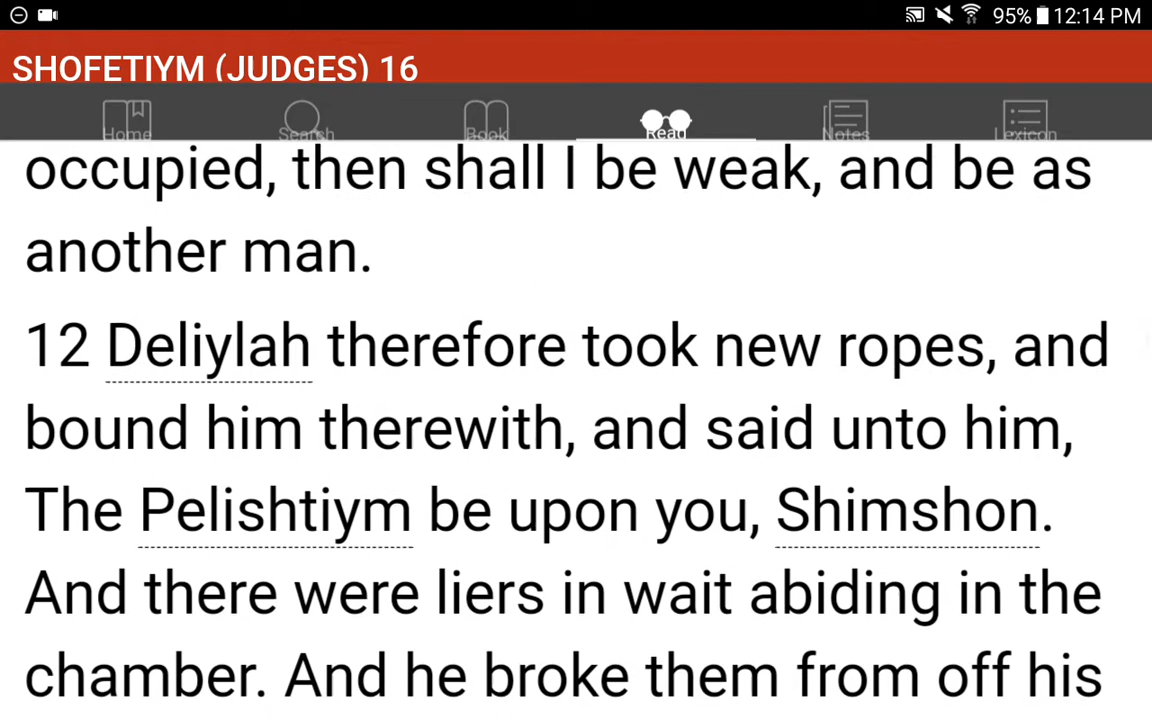 95% 12:14 PM
SHOFETIYM (JUDGES) 16
Home Search Book Read Notes Lexicon
occupied, then shall I be weak, and be as
another man.
12 Deliylah therefore took new ropes, and
bound him therewith, and said unto him,
The Pelishtiym be upon you, Shimshon.
And there were liers in wait abiding in the
chamber. And he broke them from off his